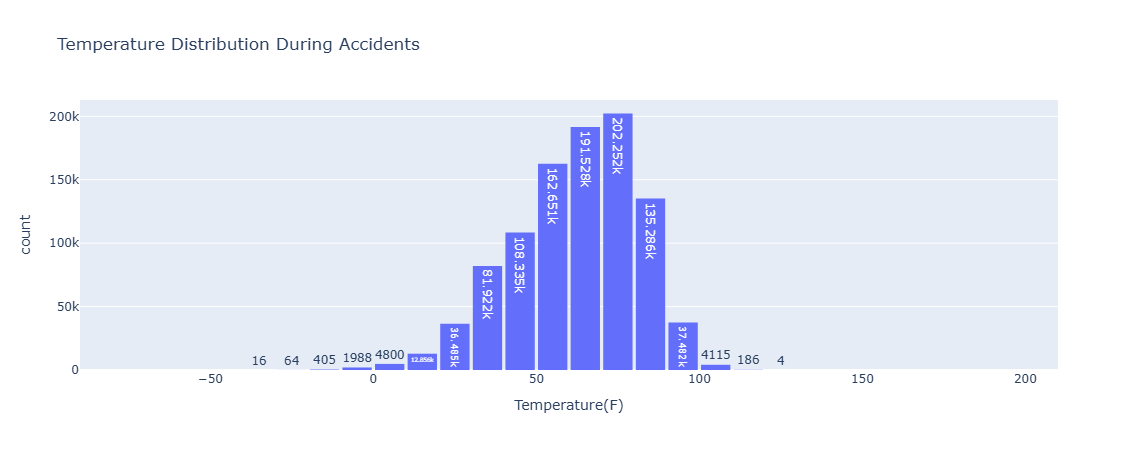 Temperature Distribution During Accidents
200k
150k
100k
50k
0
count
16
64
405
1988
4800
12.856k
36.485k
81.922k
108.335k
162.651k
191.528k
202.252k
135.286k
37.482k
4115
186
4
−50
0
50
100
150
200
Temperature(F)